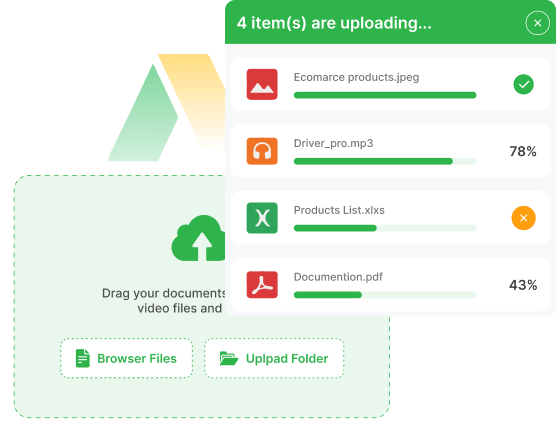 4 item(s) are uploading...
Ecomarce products.jpeg
Driver_pro.mp3
78%
Products List.xlxs
Documention.pdf
43%
Drag your documents
video files and
Browser Files
Uplpad Folder